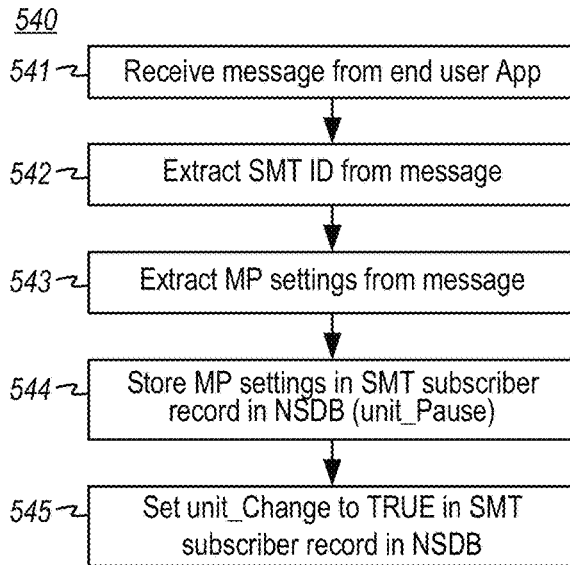 540
541 Receive message from end user App
542 Extract SMT ID from message
543 Extract MP settings from message
544 Store MP settings in SMT subscriber
record in NSDB (unit_Pause)
545 Set unit_Change to TRUE in SMT
subscriber record in NSDB